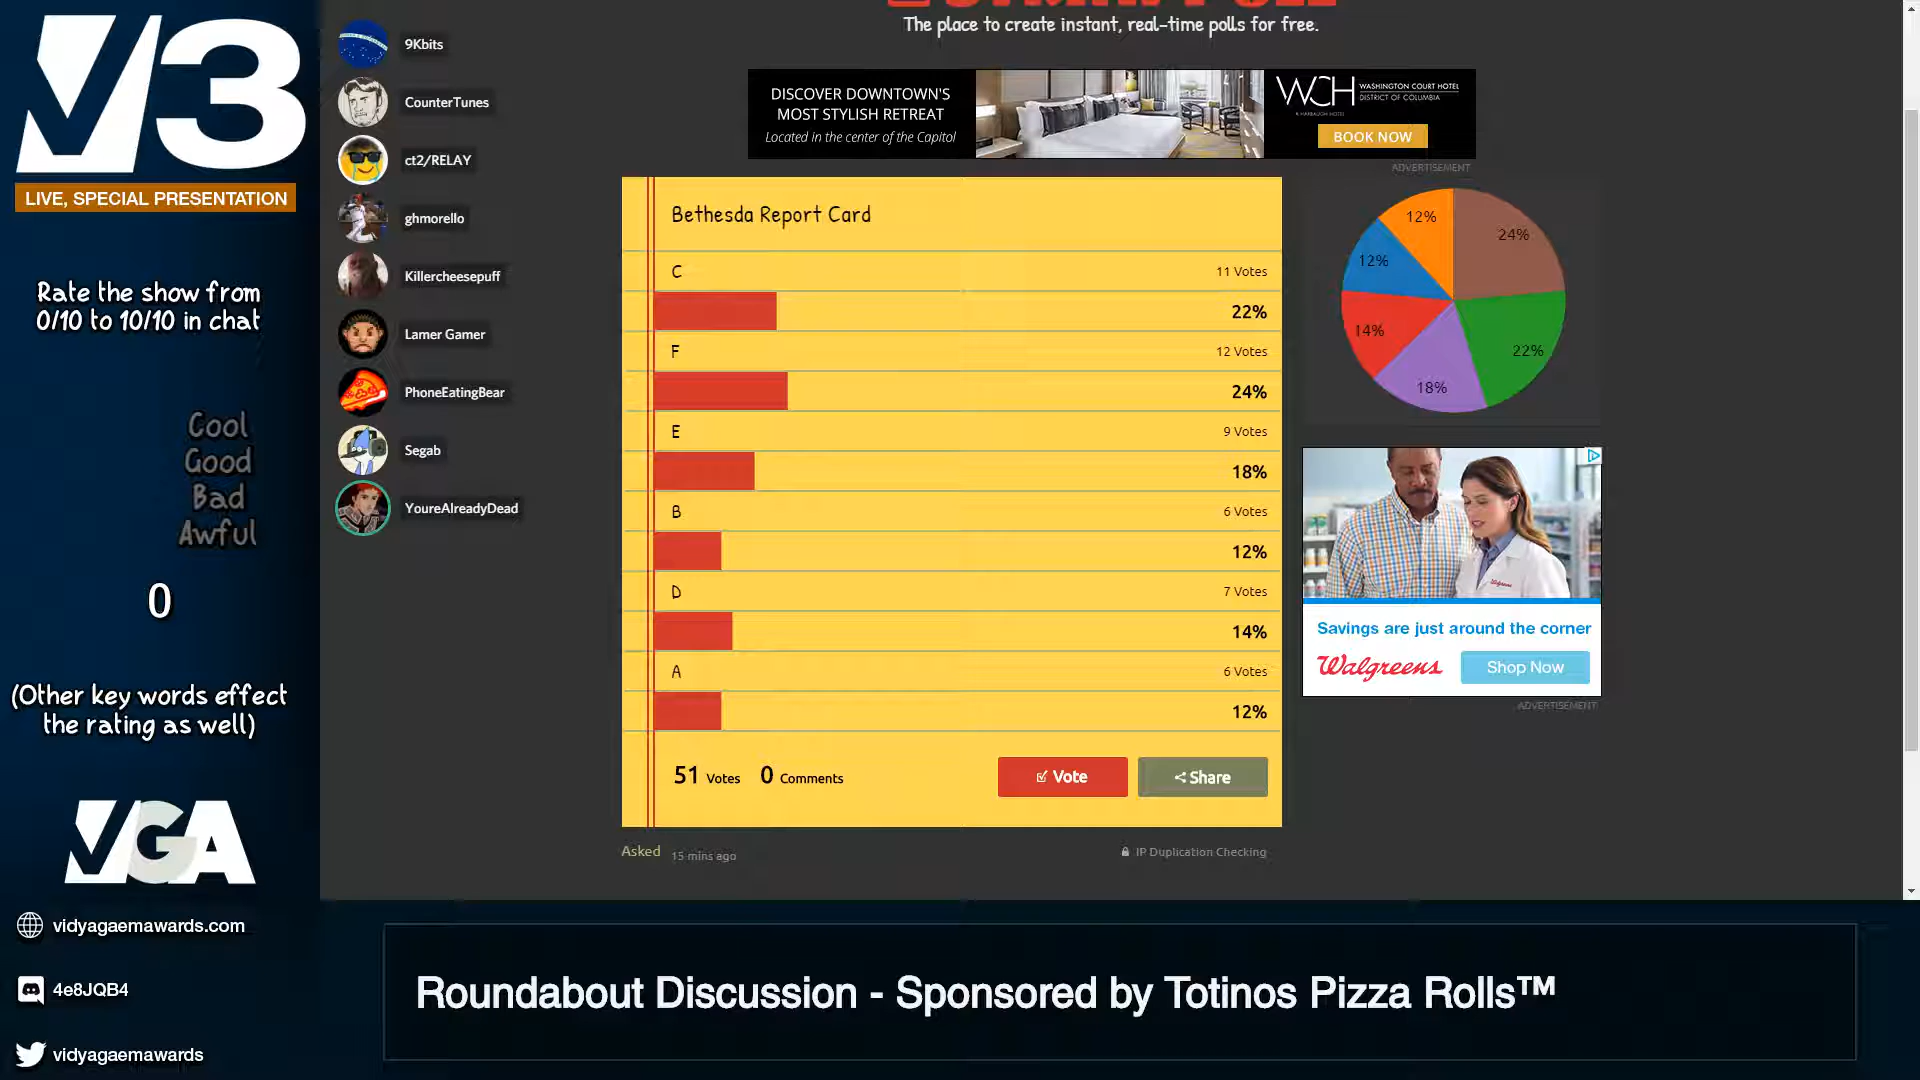 V3
LIVE, SPECIAL PRESENTATION
Rate the show from
0/10 to 10/10 in chat
Cool
Good
Bad
Awful
0
(Other key words effect
the rating as well)
VGA
vidyagaemawards.com
4e8JQB4
vidyagaemawards
9Kbits
CounterTunes
ct2/RELAY
ghmorello
Killercheesepuff
Lamer Gamer
PhoneEatingBear
Segab
YoureAlreadyDead
The place to create instant, real-time polls for free.
DISCOVER DOWNTOWN'S
MOST STYLISH RETREAT
Located in the center of the Capitol
WCH
WASHINGTON COURT HOTEL
DISTRICT OF COLUMBIA
BOOK NOW
ADVERTISEMENT
Bethesda Report Card
C 11 Votes
22%
F 12 Votes
24%
E 9 Votes
18%
B 6 Votes
12%
D 7 Votes
14%
A 6 Votes
12%
51 Votes 0 Comments
Vote
Share
Asked 15 mins ago
IP Duplication Checking
12%
24%
12%
14%
22%
18%
Walgreens
Savings are just around the corner
Walgreens
Shop Now
ADVERTISEMENT
Roundabout Discussion - Sponsored by Totinos Pizza Rolls™